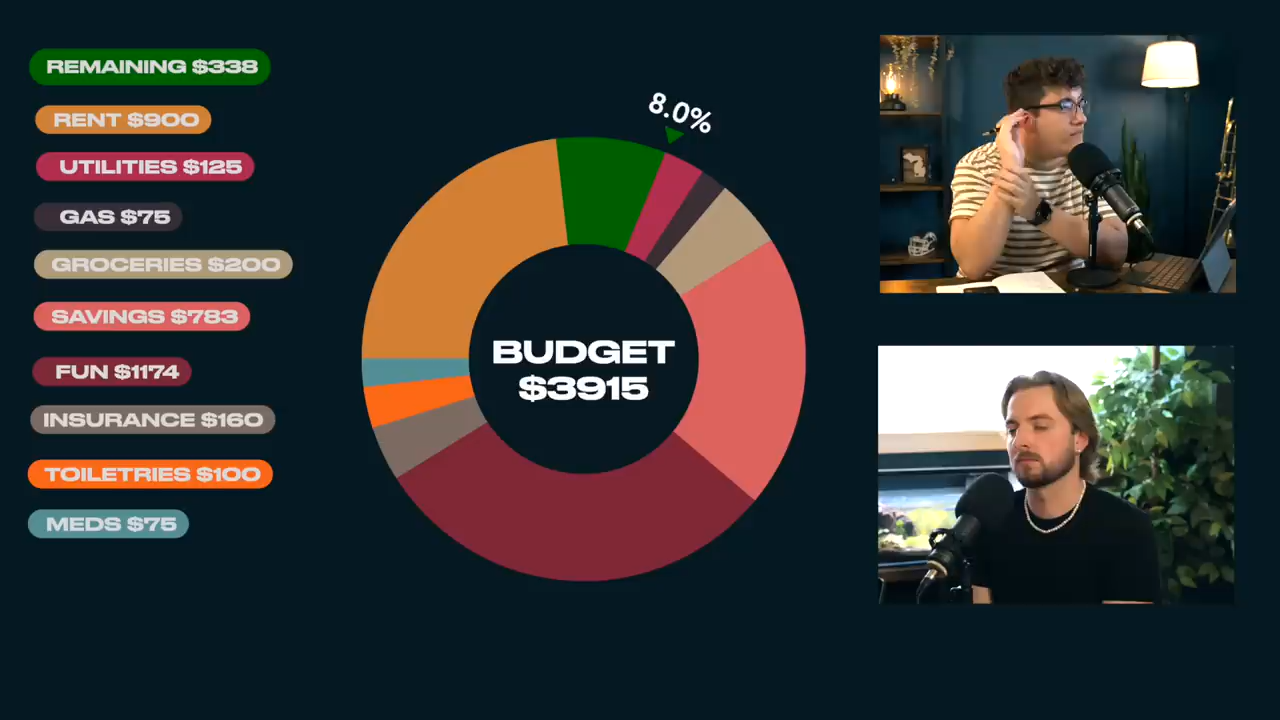 REMAINING $338
RENT $900
UTILITIES $125
GAS $75
GROCERIES $200
SAVINGS $783
FUN $1174
INSURANCE $160
TOILETRIES $100
MEDS $75
8.0%
BUDGET
$3915